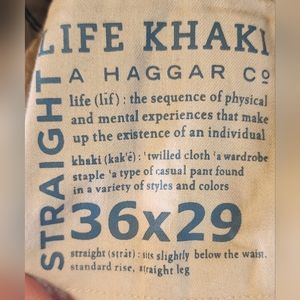 LIFE KHAKI
A HAGGAR Cº
STRAIGHT
life (lif) : the sequence of physical
and mental experiences that make
up the existence of an individual
khaki (kak'ē) : 'twilled cloth 'a wardrobe
staple 'a type of casual pant found
in a variety of styles and colors
36x29
straight (strāt) : sits slightly below the waist.
standard rise, straight leg